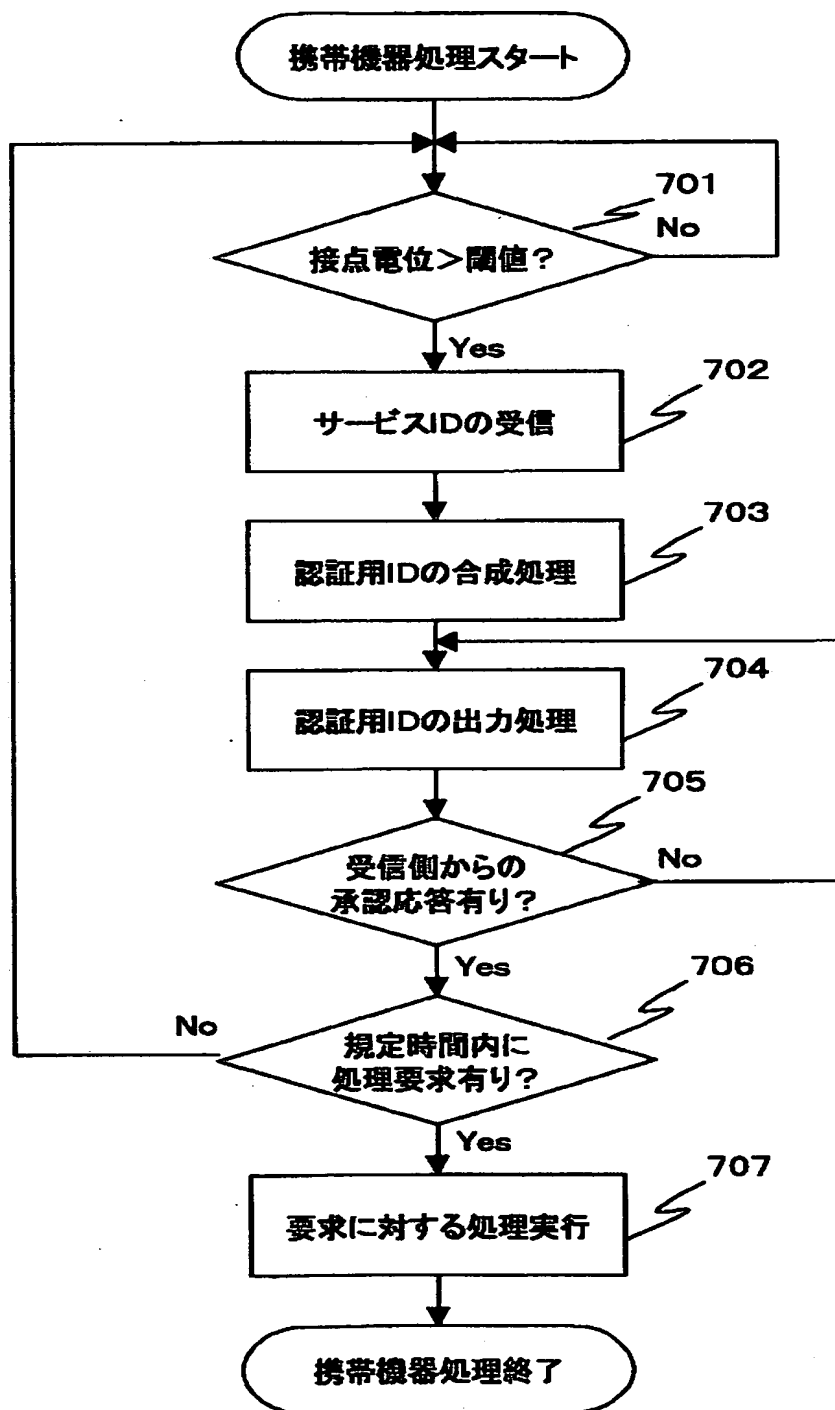 携帯機器処理スタート
701
No
接点電位>閾値?
Yes
702
サービスIDの受信
703
認証用IDの合成処理
704
認証用IDの出力処理
705
受信側からの
承認応答有り?
No
Yes
706
No
規定時間内に
処理要求有り?
Yes
707
要求に対する処理実行
携帯機器処理終了